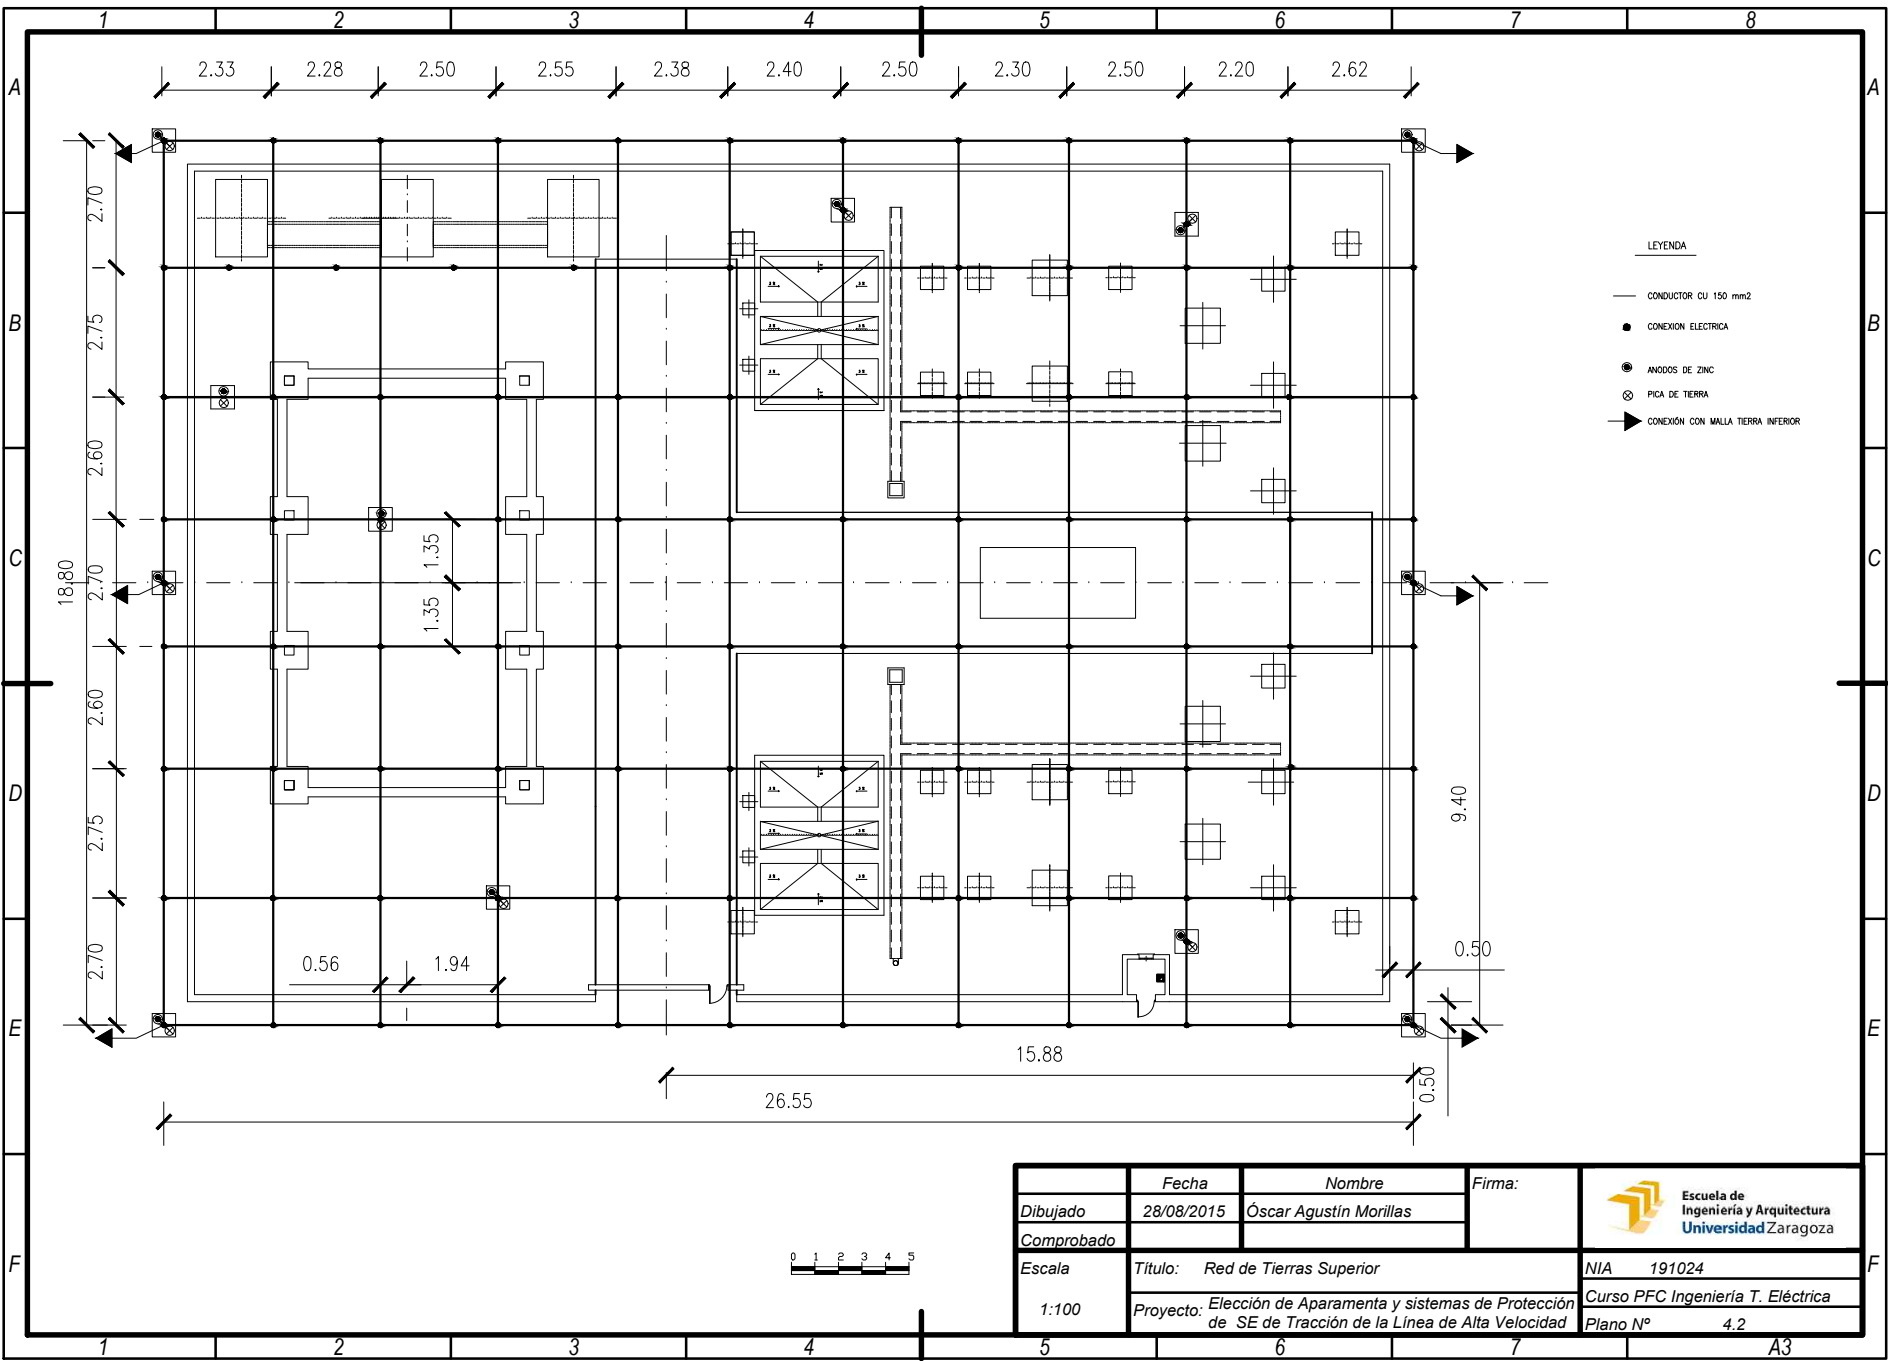 1 2 3 4 5 6 7 8
A A
2.33 2.28 2.50 2.55 2.38 2.40 2.50 2.30 2.50 2.20 2.62
2.70
LEYENDA
CONDUCTOR CU 150 mm2
B B
2.75
CONEXION ELECTRICA
ANODOS DE ZINC
PICA DE TIERRA
CONEXIÓN CON MALLA TIERRA INFERIOR
2.60
C C
1.35
18.80
2.70
1.35
2.60
D D
9.40
2.75
2.70
0.56 1.94
0.50
E E
15.88
0.50
26.55
Fecha Nombre Firma:
Dibujado 28/08/2015 Óscar Agustín Morillas
Comprobado
Escuela de
Ingeniería y Arquitectura
Universidad Zaragoza
F F
0 1 2 3 4 5
Escala
1:100
Título: Red de Tierras Superior
Proyecto: Elección de Aparamenta y sistemas de Protección
de SE de Tracción de la Línea de Alta Velocidad
NIA 191024
Curso PFC Ingeniería T. Eléctrica
Plano Nº 4.2
1 2 3 4 5 6 7 A3